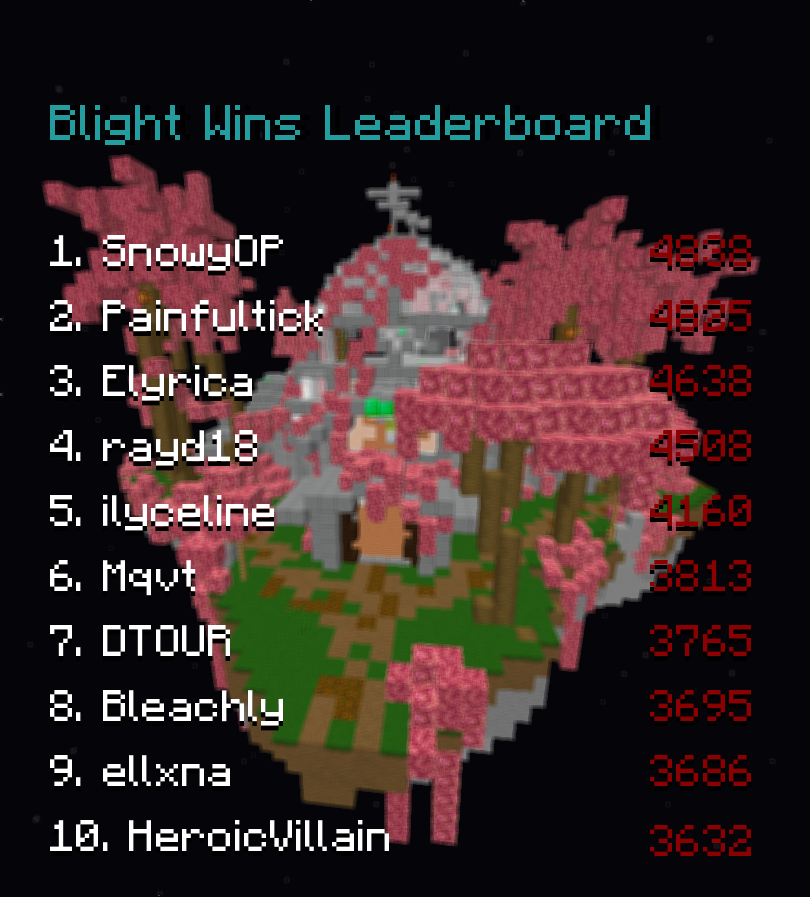 Blight Wins Leaderboard
1. SnowyOP 4838
2. Painfultick 4805
3. Elyrica 4638
4. rayd18 4508
5. ilyceline 4160
6. Mqvt 3813
7. DTOUR 3765
8. Bleachly 3695
9. ellxna 3686
10. HeroicVillain 3632